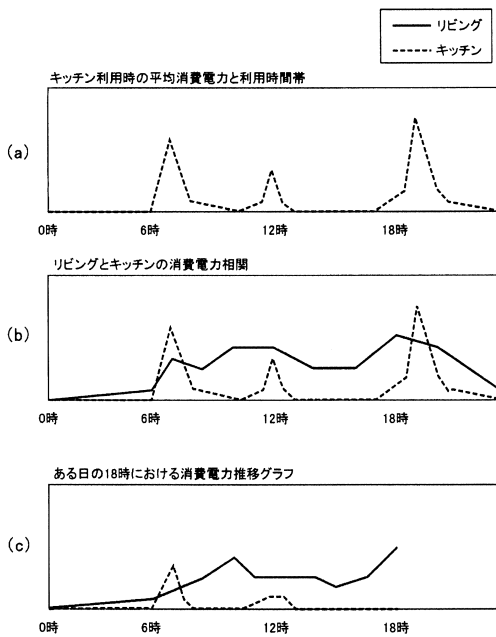 リビング
キッチン
キッチン利用時の平均消費電力と利用時間帯
(a)
0時 6時 12時 18時
リビングとキッチンの消費電力相関
(b)
0時 6時 12時 18時
ある日の18時における消費電力推移グラフ
(c)
0時 6時 12時 18時